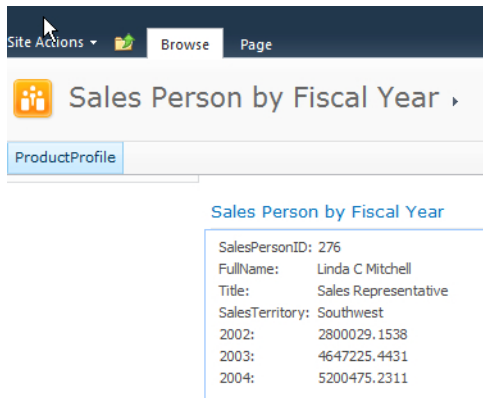 Site Actions Browse Page
Sales Person by Fiscal Year
ProductProfile
Sales Person by Fiscal Year
SalesPersonID: 276
FullName: Linda C Mitchell
Title: Sales Representative
SalesTerritory: Southwest
2002: 2800029.1538
2003: 4647225.4431
2004: 5200475.2311